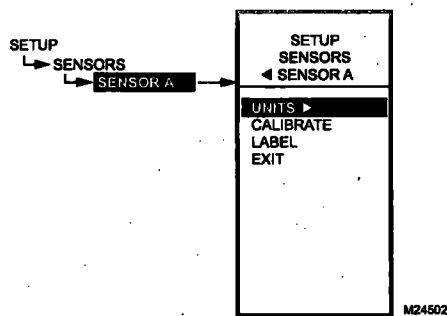 SETUP
SENSORS
SENSOR A
SETUP
SENSORS
◄ SENSOR A
UNITS ►
CALIBRATE
LABEL
EXIT
M24502